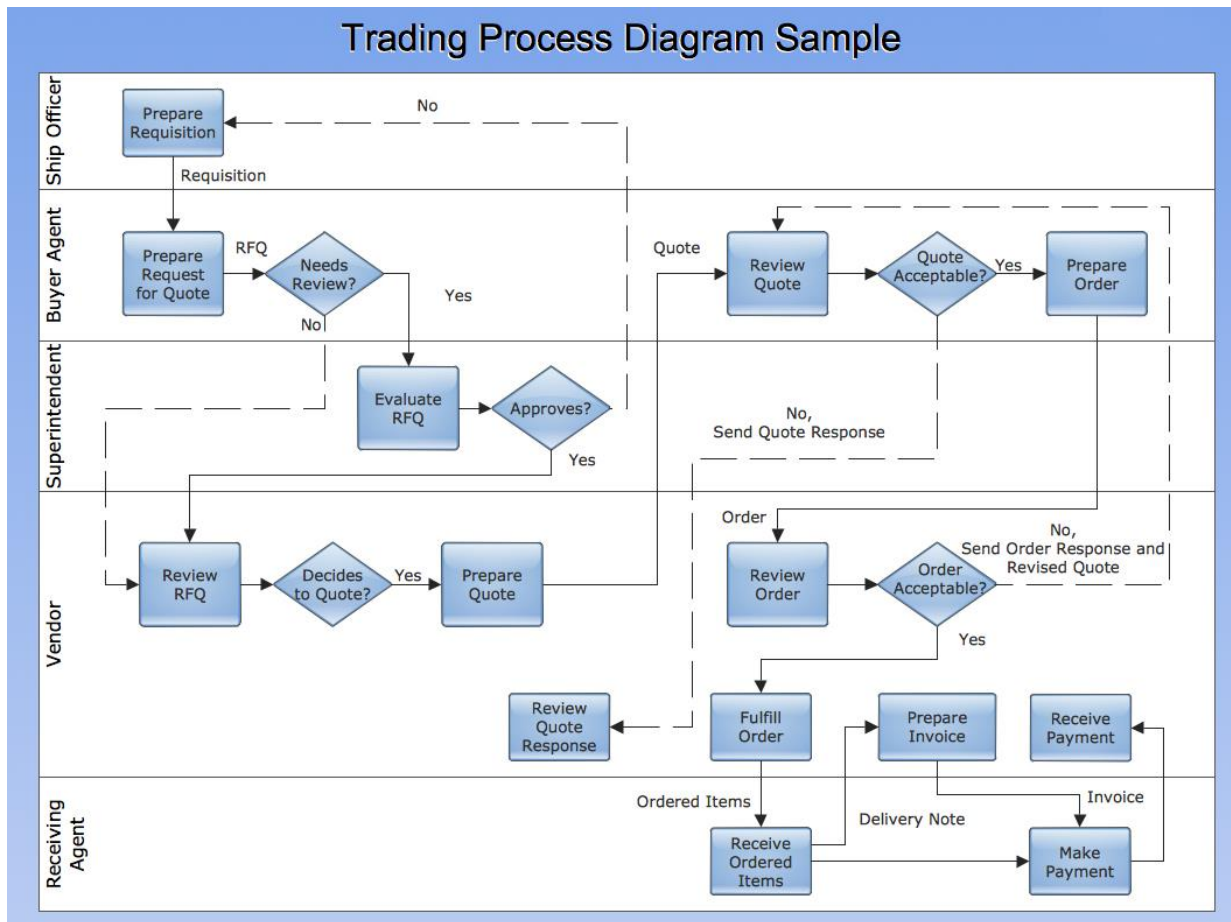 Trading Process Diagram Sample
Ship Officer
Prepare
Requisition
No
Requisition
Buyer Agent
Prepare
Request
for Quote
RFQ
Needs
Review?
Yes
No
Quote
Review
Quote
Quote
Acceptable?
Yes
Prepare
Order
Superintendent
Evaluate
RFQ
Approves?
Yes
No,
Send Quote Response
Vendor
Review
RFQ
Decides
to Quote?
Yes
Prepare
Quote
Order
Review
Order
Order
Acceptable?
No,
Send Order Response and
Revised Quote
Yes
Review
Quote
Response
Fulfill
Order
Prepare
Invoice
Receive
Payment
Receiving
Agent
Ordered Items
Receive
Ordered
Items
Delivery Note
Invoice
Make
Payment